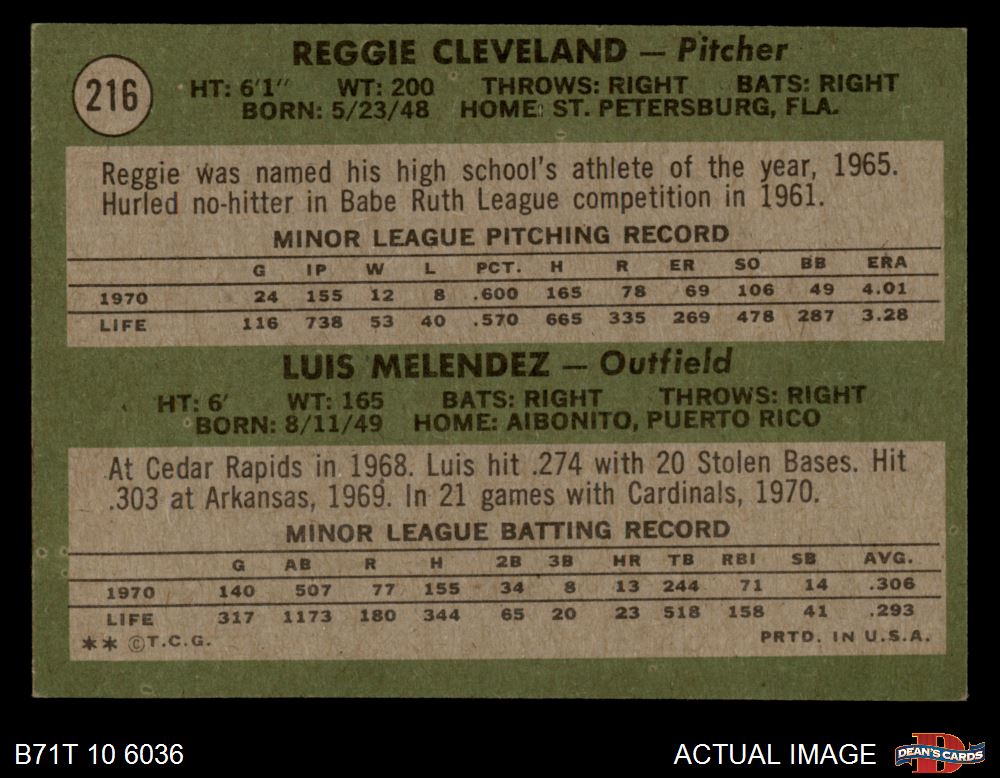 216
REGGIE CLEVELAND — Pitcher
HT: 6'1" WT: 200 THROWS: RIGHT BATS: RIGHT
BORN: 5/23/48 HOME: ST. PETERSBURG, FLA.
Reggie was named his high school's athlete of the year, 1965.
Hurled no-hitter in Babe Ruth League competition in 1961.
MINOR LEAGUE PITCHING RECORD
G IP W L PCT. H R ER SO BB ERA
1970 24 155 12 8 .600 165 78 69 106 49 4.01
LIFE 116 738 53 40 .570 665 335 269 478 287 3.28
LUIS MELENDEZ — Outfield
HT: 6' WT: 165 BATS: RIGHT THROWS: RIGHT
BORN: 8/11/49 HOME: AIBONITO, PUERTO RICO
At Cedar Rapids in 1968. Luis hit .274 with 20 Stolen Bases. Hit
.303 at Arkansas, 1969. In 21 games with Cardinals, 1970.
MINOR LEAGUE BATTING RECORD
G AB R H 2B 3B HR TB RBI SB AVG.
1970 140 507 77 155 34 8 13 244 71 14 .306
LIFE 317 1173 180 344 65 20 23 518 158 41 .293
** ©T.C.G. PRTD. IN U.S.A.
B71T 10 6036 ACTUAL IMAGE DEAN'S CARDS